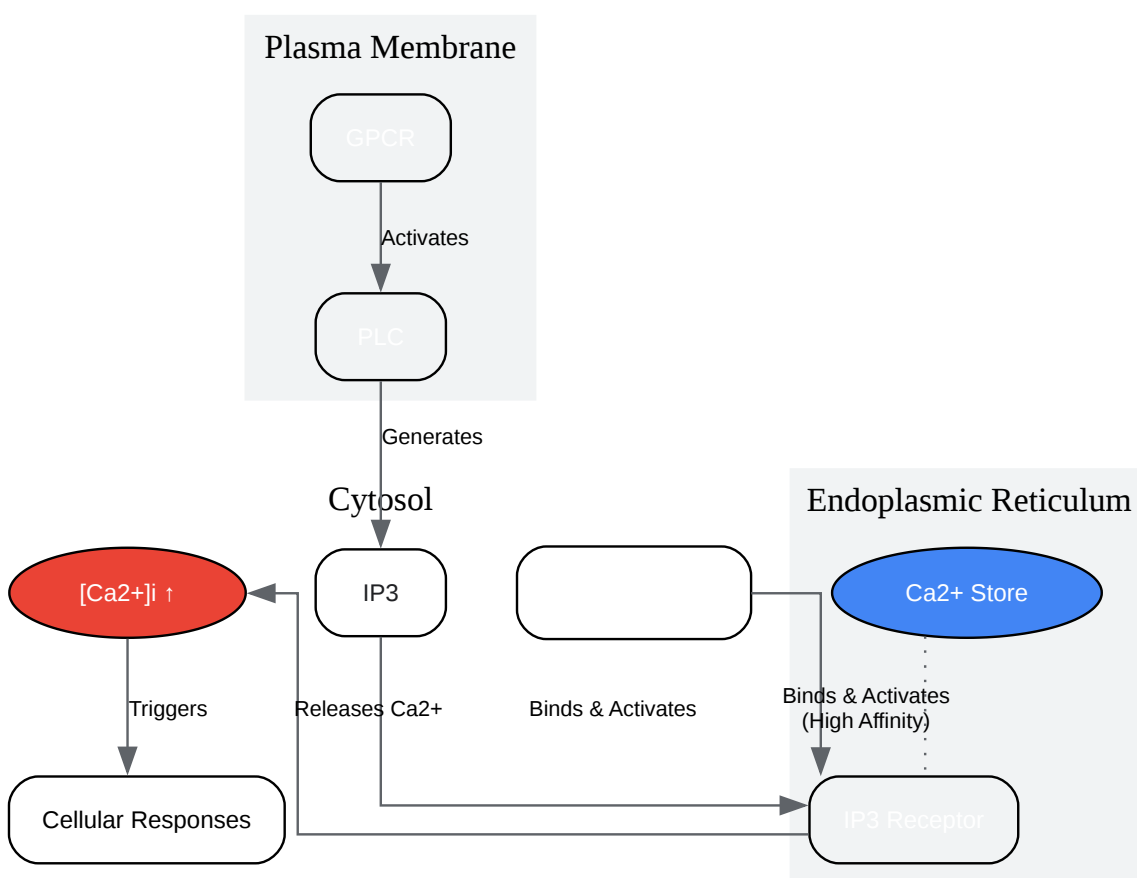 Plasma Membrane
GPCR
Activates
PLC
Generates
Cytosol
Endoplasmic Reticulum
[Ca2+]i ↑
IP3
Ca2+ Store
Triggers
Releases Ca2+
Binds & Activates
Binds & Activates
(High Affinity)
Cellular Responses
IP3 Receptor